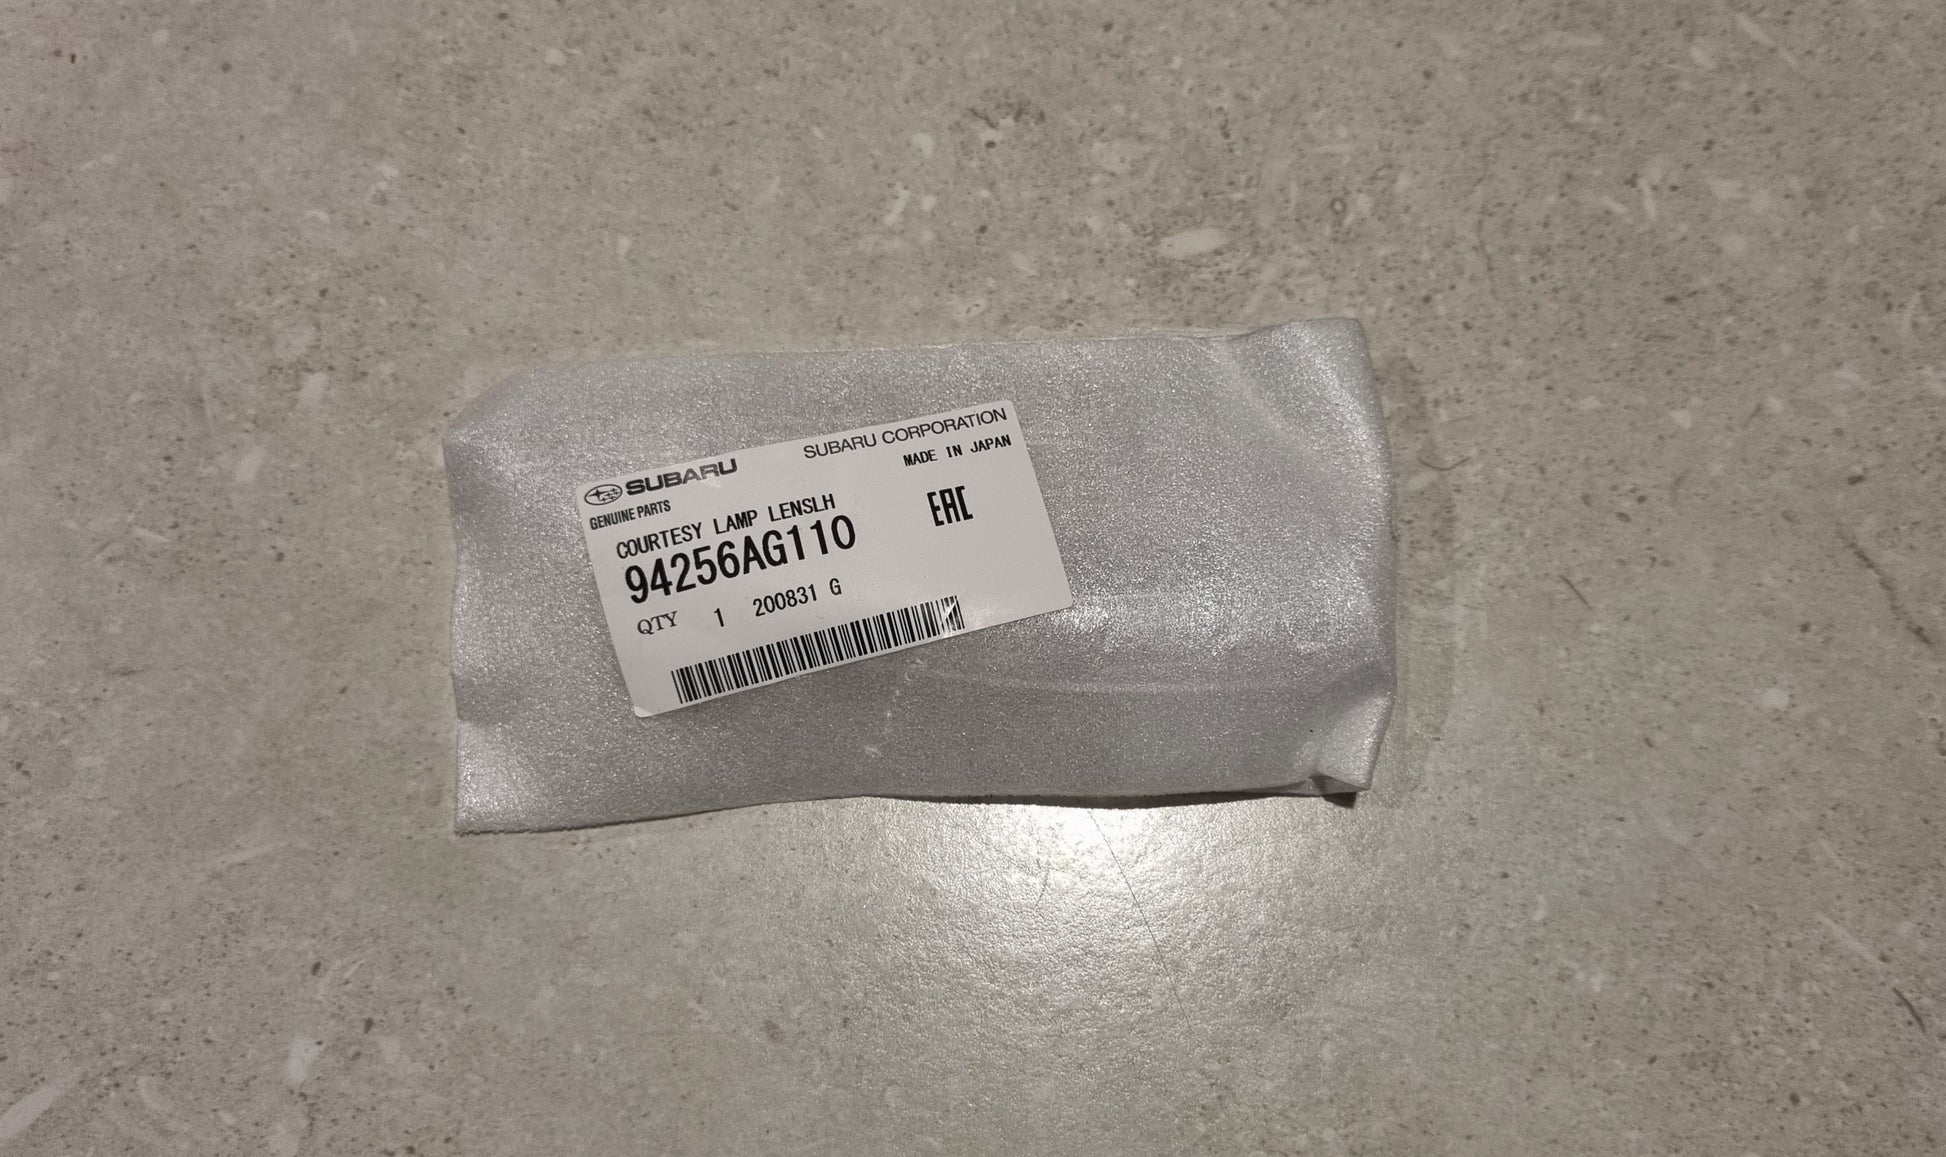 SUBARU
SUBARU CORPORATION
GENUINE PARTS
MADE IN JAPAN
COURTESY LAMP LENSLH
94256AG110
EAC
QTY 1 200831 G